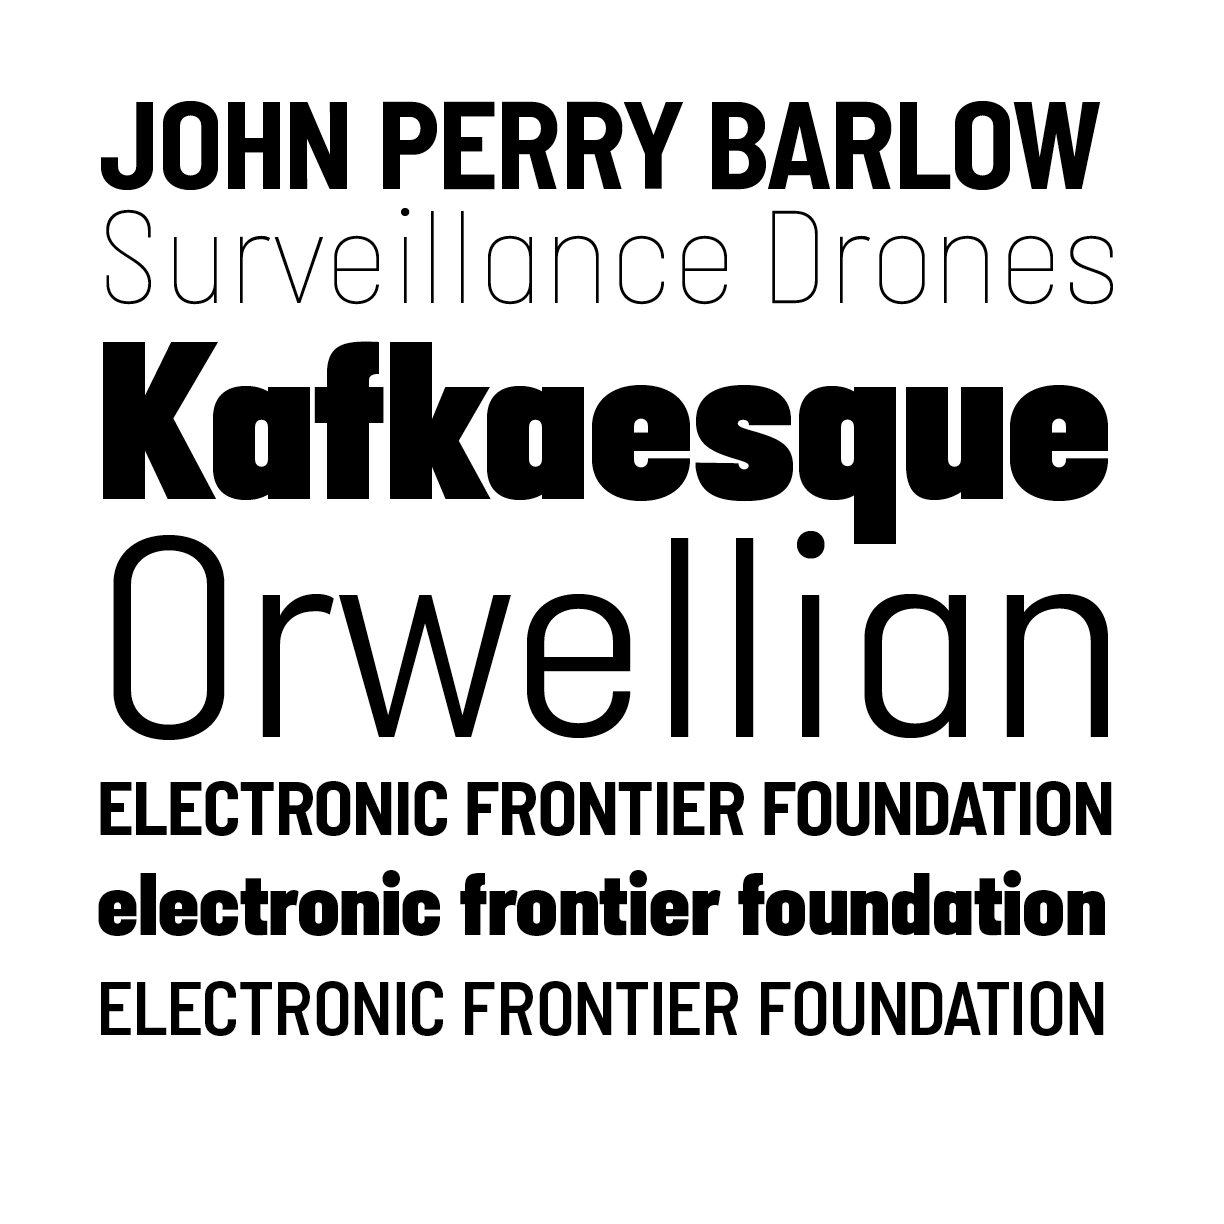 JOHN PERRY BARLOW
Surveillance Drones
Kafkaesque
Orwellian
ELECTRONIC FRONTIER FOUNDATION
electronic frontier foundation
ELECTRONIC FRONTIER FOUNDATION